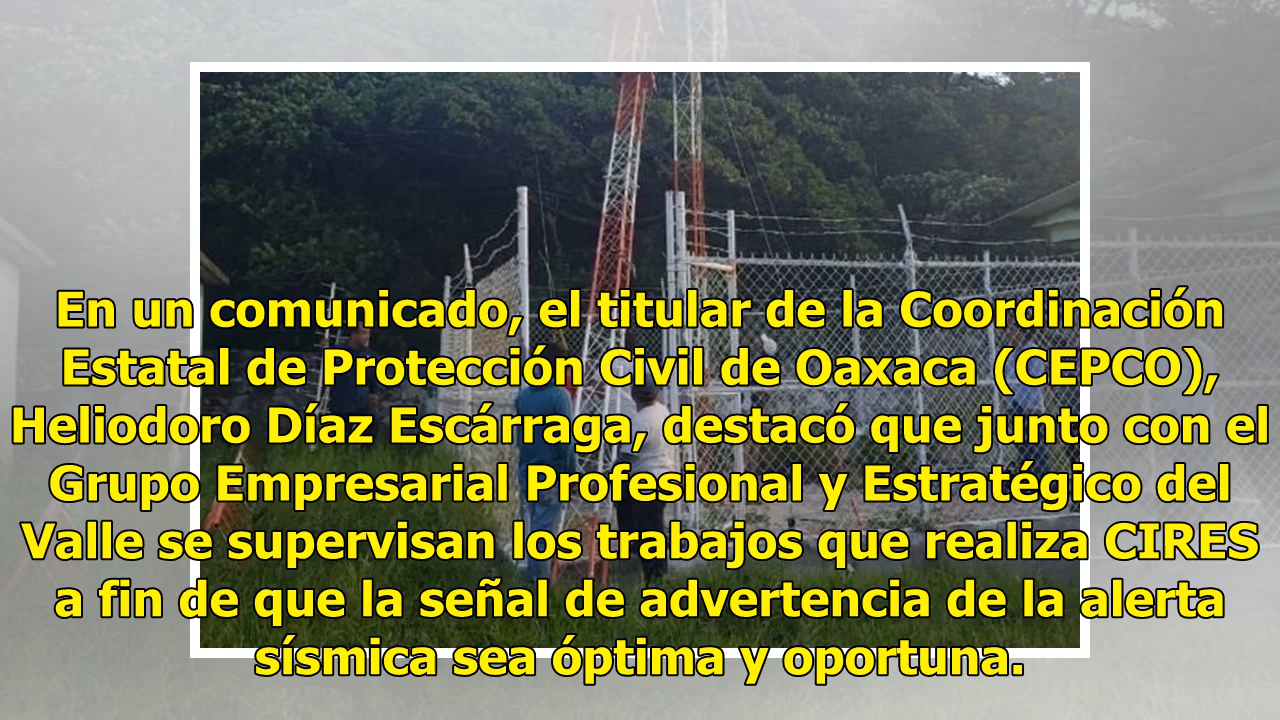 En un comunicado, el titular de la Coordinación
Estatal de Protección Civil de Oaxaca (CEPCO),
Heliodoro Díaz Escárraga, destacó que junto con el
Grupo Empresarial Profesional y Estratégico del
Valle se supervisan los trabajos que realiza CIRES
a fin de que la señal de advertencia de la alerta
sísmica sea óptima y oportuna.